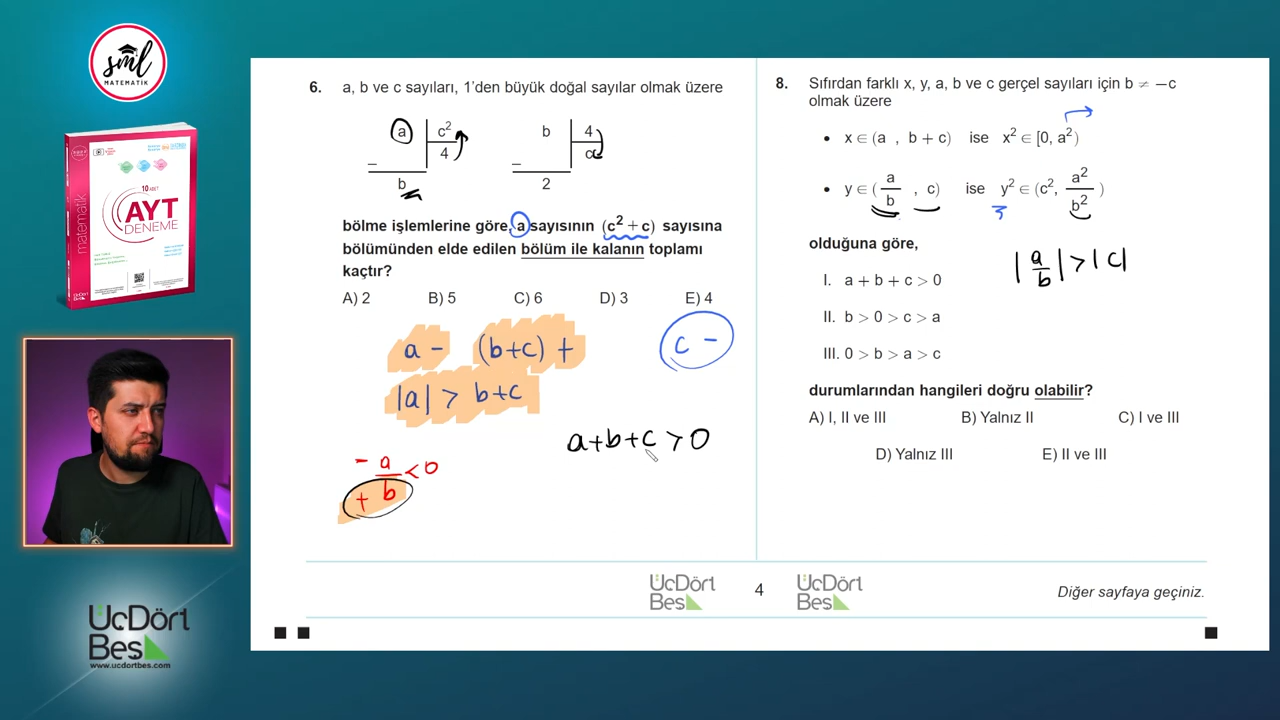 sml
MATEMATİK
matematik
10 ADET
AYT
DENEME
ÜçDört
Beş
www.ucdortbes.com
6. a, b ve c sayıları, 1'den büyük doğal sayılar olmak üzere
a c² b 4
4 c
b 2
bölme işlemlerine göre, a sayısının (c² + c) sayısına
bölümünden elde edilen bölüm ile kalanın toplamı
kaçtır?
A) 2 B) 5 C) 6 D) 3 E) 4
a - (b+c) + c -
|a| > b+c
a+b+c > 0
- a/b < 0
+
8. Sıfırdan farklı x, y, a, b ve c gerçel sayıları için b ≠ −c
olmak üzere
• x ∈ (a , b + c) ise x² ∈ [0, a²)
• y ∈ (a/b , c) ise y² ∈ (c², a²/b²)
olduğuna göre,
|a/b| > |c|
I. a + b + c > 0
II. b > 0 > c > a
III. 0 > b > a > c
durumlarından hangileri doğru olabilir?
A) I, II ve III B) Yalnız II C) I ve III
D) Yalnız III E) II ve III
ÜçDört
Beş
4
ÜçDört
Beş
Diğer sayfaya geçiniz.